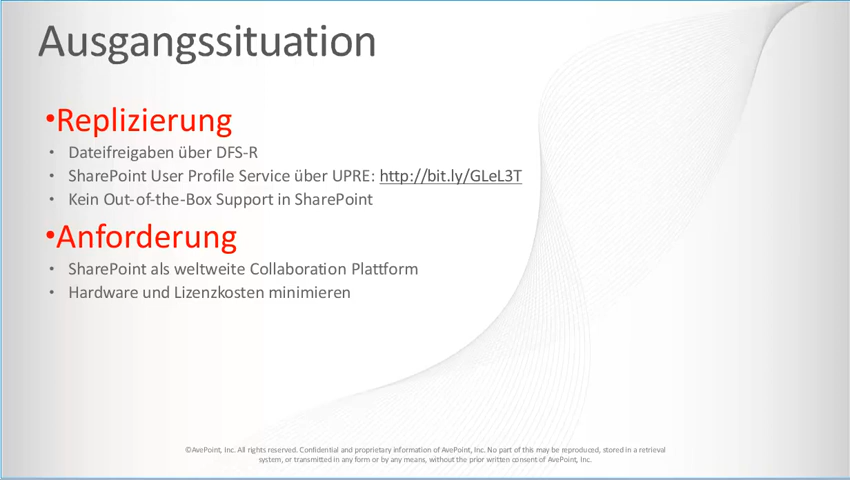 Ausgangssituation
•Replizierung
• Dateifreigaben über DFS-R
• SharePoint User Profile Service über UPRE: http://bit.ly/GLeL3T
• Kein Out-of-the-Box Support in SharePoint
•Anforderung
• SharePoint als weltweite Collaboration Plattform
• Hardware und Lizenzkosten minimieren
©AvePoint, Inc. All rights reserved. Confidential and proprietary information of AvePoint, Inc. No part of this may be reproduced, stored in a retrieval
system, or transmitted in any form or by any means, without the prior written consent of AvePoint, Inc.